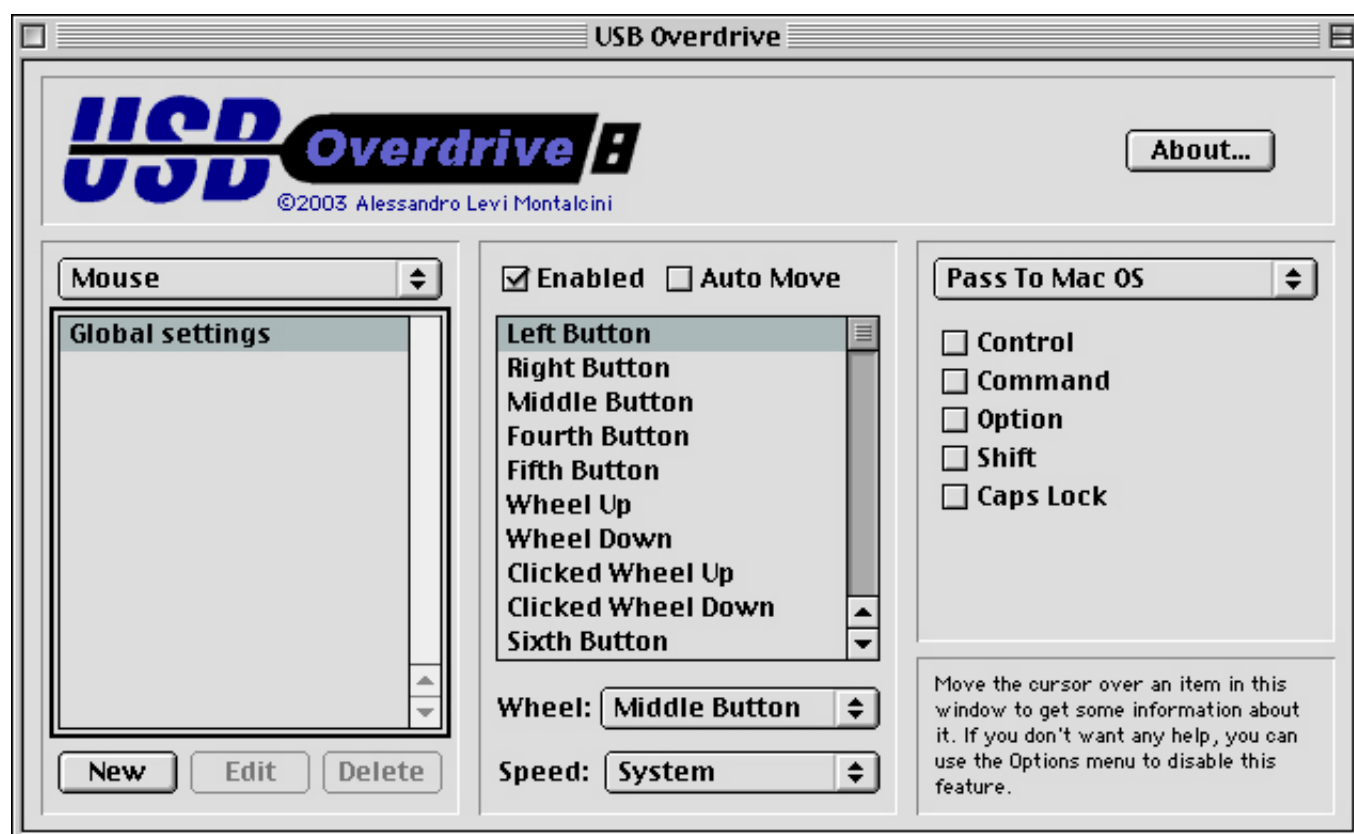 USB Overdrive
USB Overdrive
©2003 Alessandro Levi Montalcini
About...
Mouse
Global settings
New
Edit
Delete
Enabled
Auto Move
Left Button
Right Button
Middle Button
Fourth Button
Fifth Button
Wheel Up
Wheel Down
Clicked Wheel Up
Clicked Wheel Down
Sixth Button
Wheel: Middle Button
Speed: System
Pass To Mac OS
Control
Command
Option
Shift
Caps Lock
Move the cursor over an item in this
window to get some information about
it. If you don't want any help, you can
use the Options menu to disable this
feature.